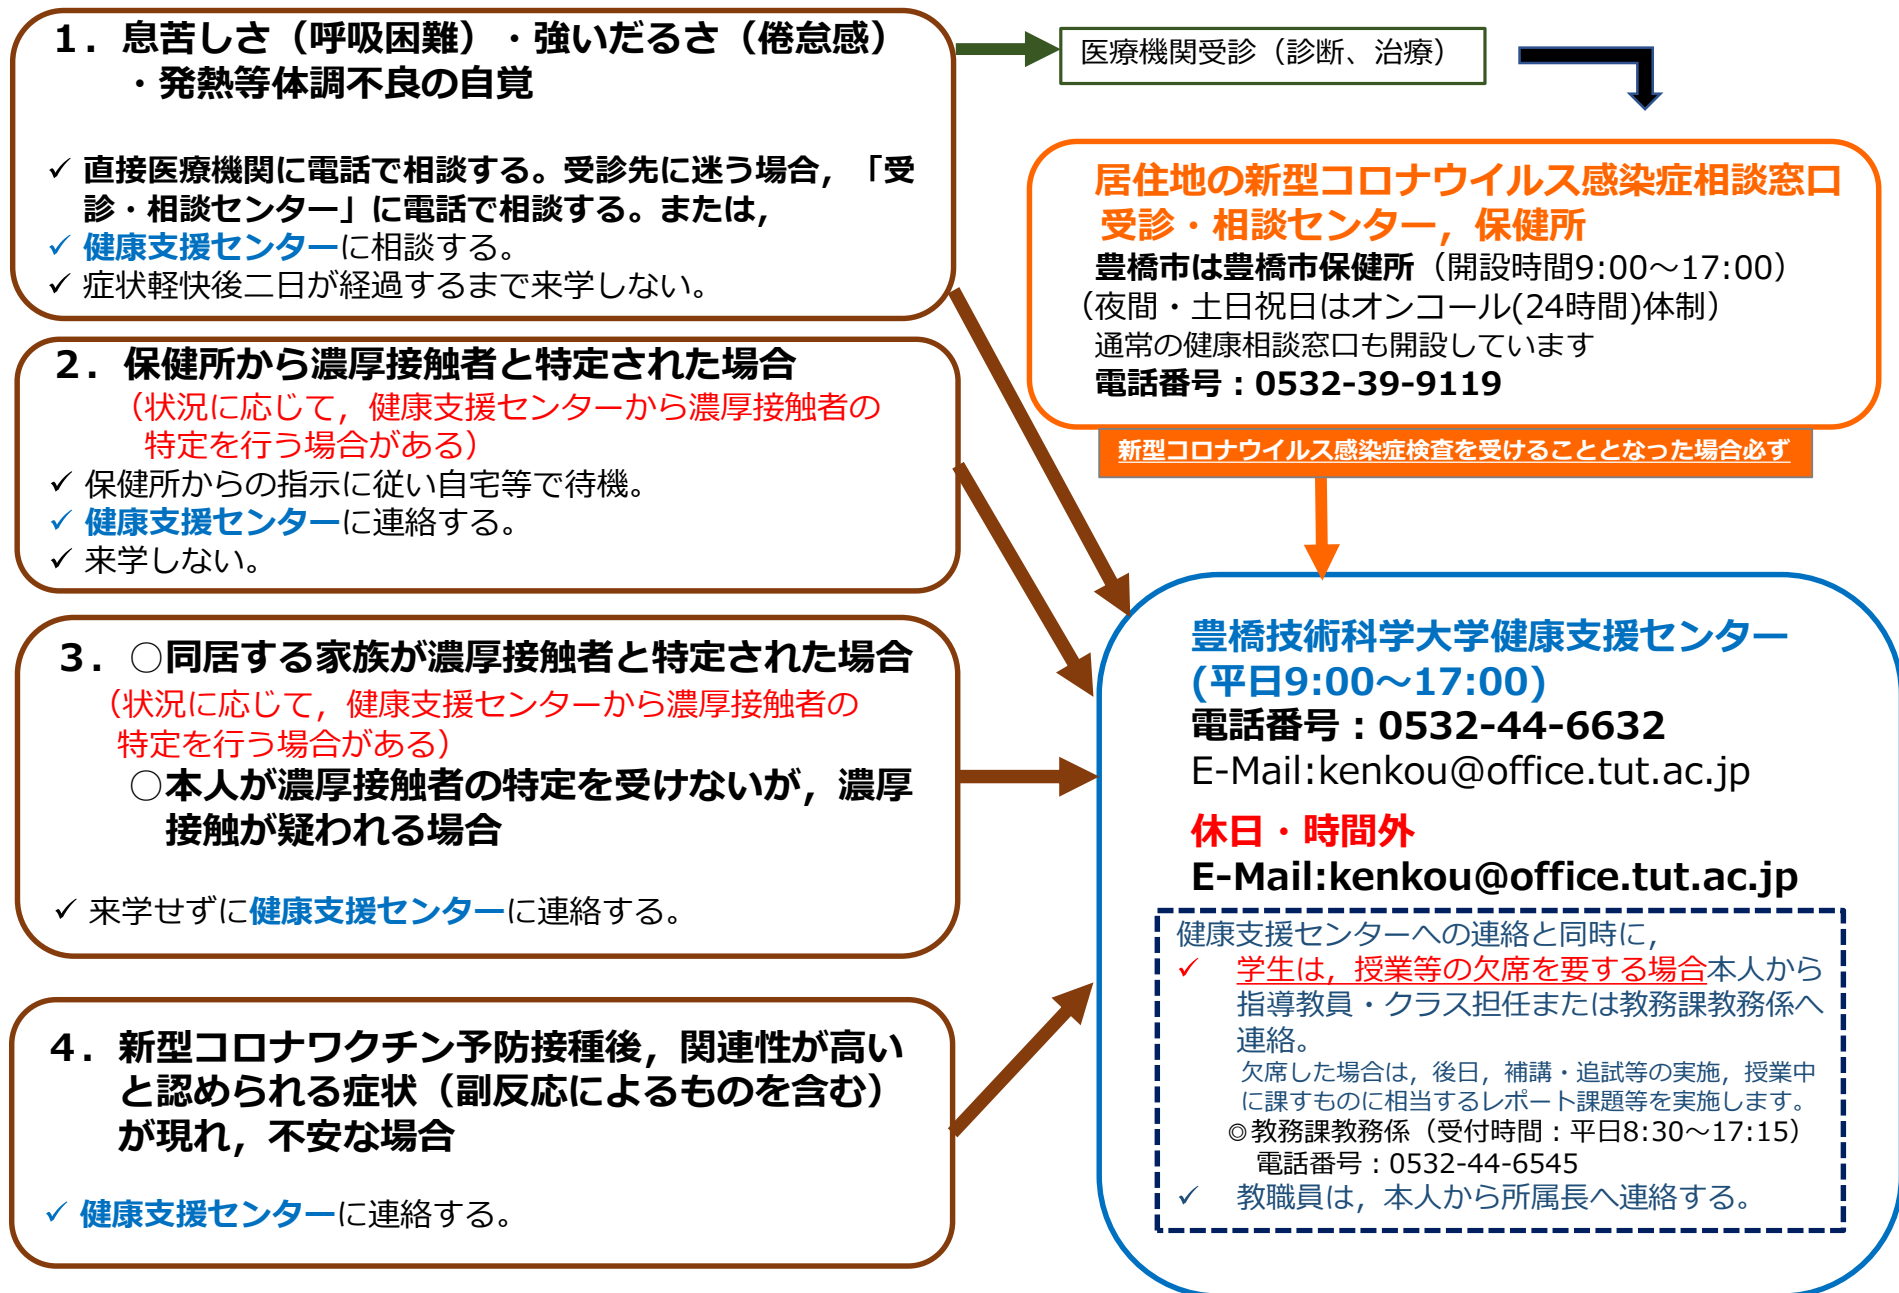 １．息苦しさ（呼吸困難）・強いだるさ（倦怠感）
・発熱等体調不良の自覚
✓ 直接医療機関に電話で相談する。受診先に迷う場合，「受
診・相談センター」に電話で相談する。または，
✓ 健康支援センターに相談する。
✓ 症状軽快後二日が経過するまで来学しない。
２．保健所から濃厚接触者と特定された場合
（状況に応じて，健康支援センターから濃厚接触者の
特定を行う場合がある）
✓ 保健所からの指示に従い自宅等で待機。
✓ 健康支援センターに連絡する。
✓ 来学しない。
３．○同居する家族が濃厚接触者と特定された場合
（状況に応じて，健康支援センターから濃厚接触者の
特定を行う場合がある）
○本人が濃厚接触者の特定を受けないが，濃厚
接触が疑われる場合
✓ 来学せずに健康支援センターに連絡する。
４．新型コロナワクチン予防接種後，関連性が高い
と認められる症状（副反応によるものを含む）
が現れ，不安な場合
✓ 健康支援センターに連絡する。
医療機関受診（診断、治療）
居住地の新型コロナウイルス感染症相談窓口
受診・相談センター，保健所
豊橋市は豊橋市保健所（開設時間9:00～17:00）
（夜間・土日祝日はオンコール(24時間)体制）
通常の健康相談窓口も開設しています
電話番号：0532-39-9119
新型コロナウイルス感染症検査を受けることとなった場合必ず
豊橋技術科学大学健康支援センター
(平日9:00～17:00)
電話番号：0532-44-6632
E-Mail:kenkou@office.tut.ac.jp
休日・時間外
E-Mail:kenkou@office.tut.ac.jp
健康支援センターへの連絡と同時に，
✓ 学生は，授業等の欠席を要する場合本人から
指導教員・クラス担任または教務課教務係へ
連絡。
欠席した場合は，後日，補講・追試等の実施，授業中
に課すものに相当するレポート課題等を実施します。
◎教務課教務係（受付時間：平日8:30～17:15）
電話番号：0532-44-6545
✓ 教職員は，本人から所属長へ連絡する。